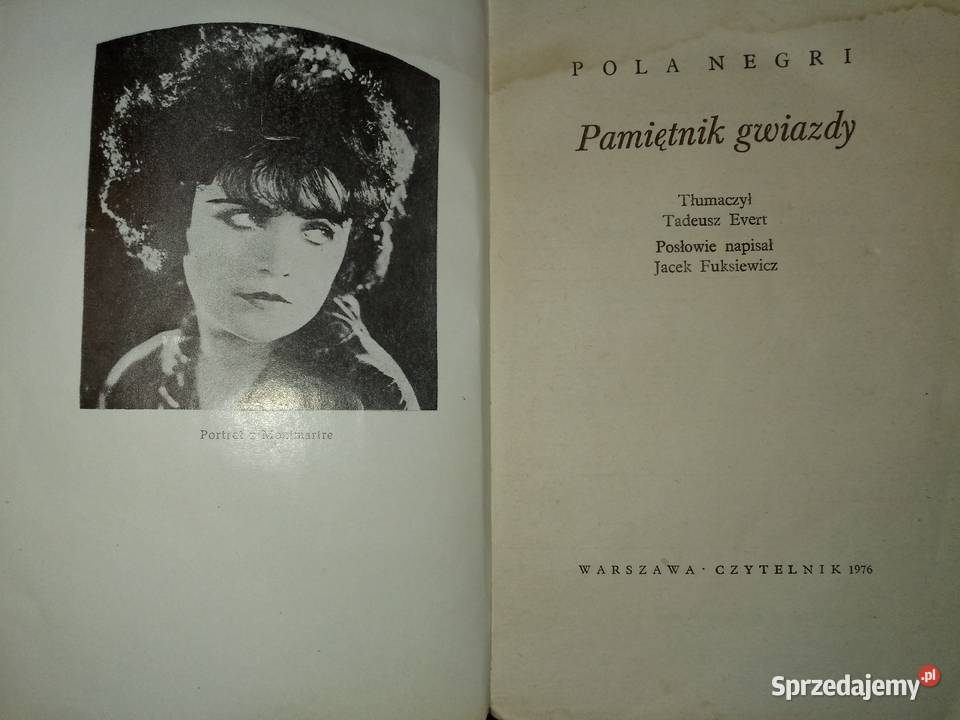 Portret z Montmartre
POLA NEGRI
Pamiętnik gwiazdy
Tłumaczył
Tadeusz Evert
Posłowie napisał
Jacek Fuksiewicz
WARSZAWA · CZYTELNIK 1976
Sprzedajemy.pl